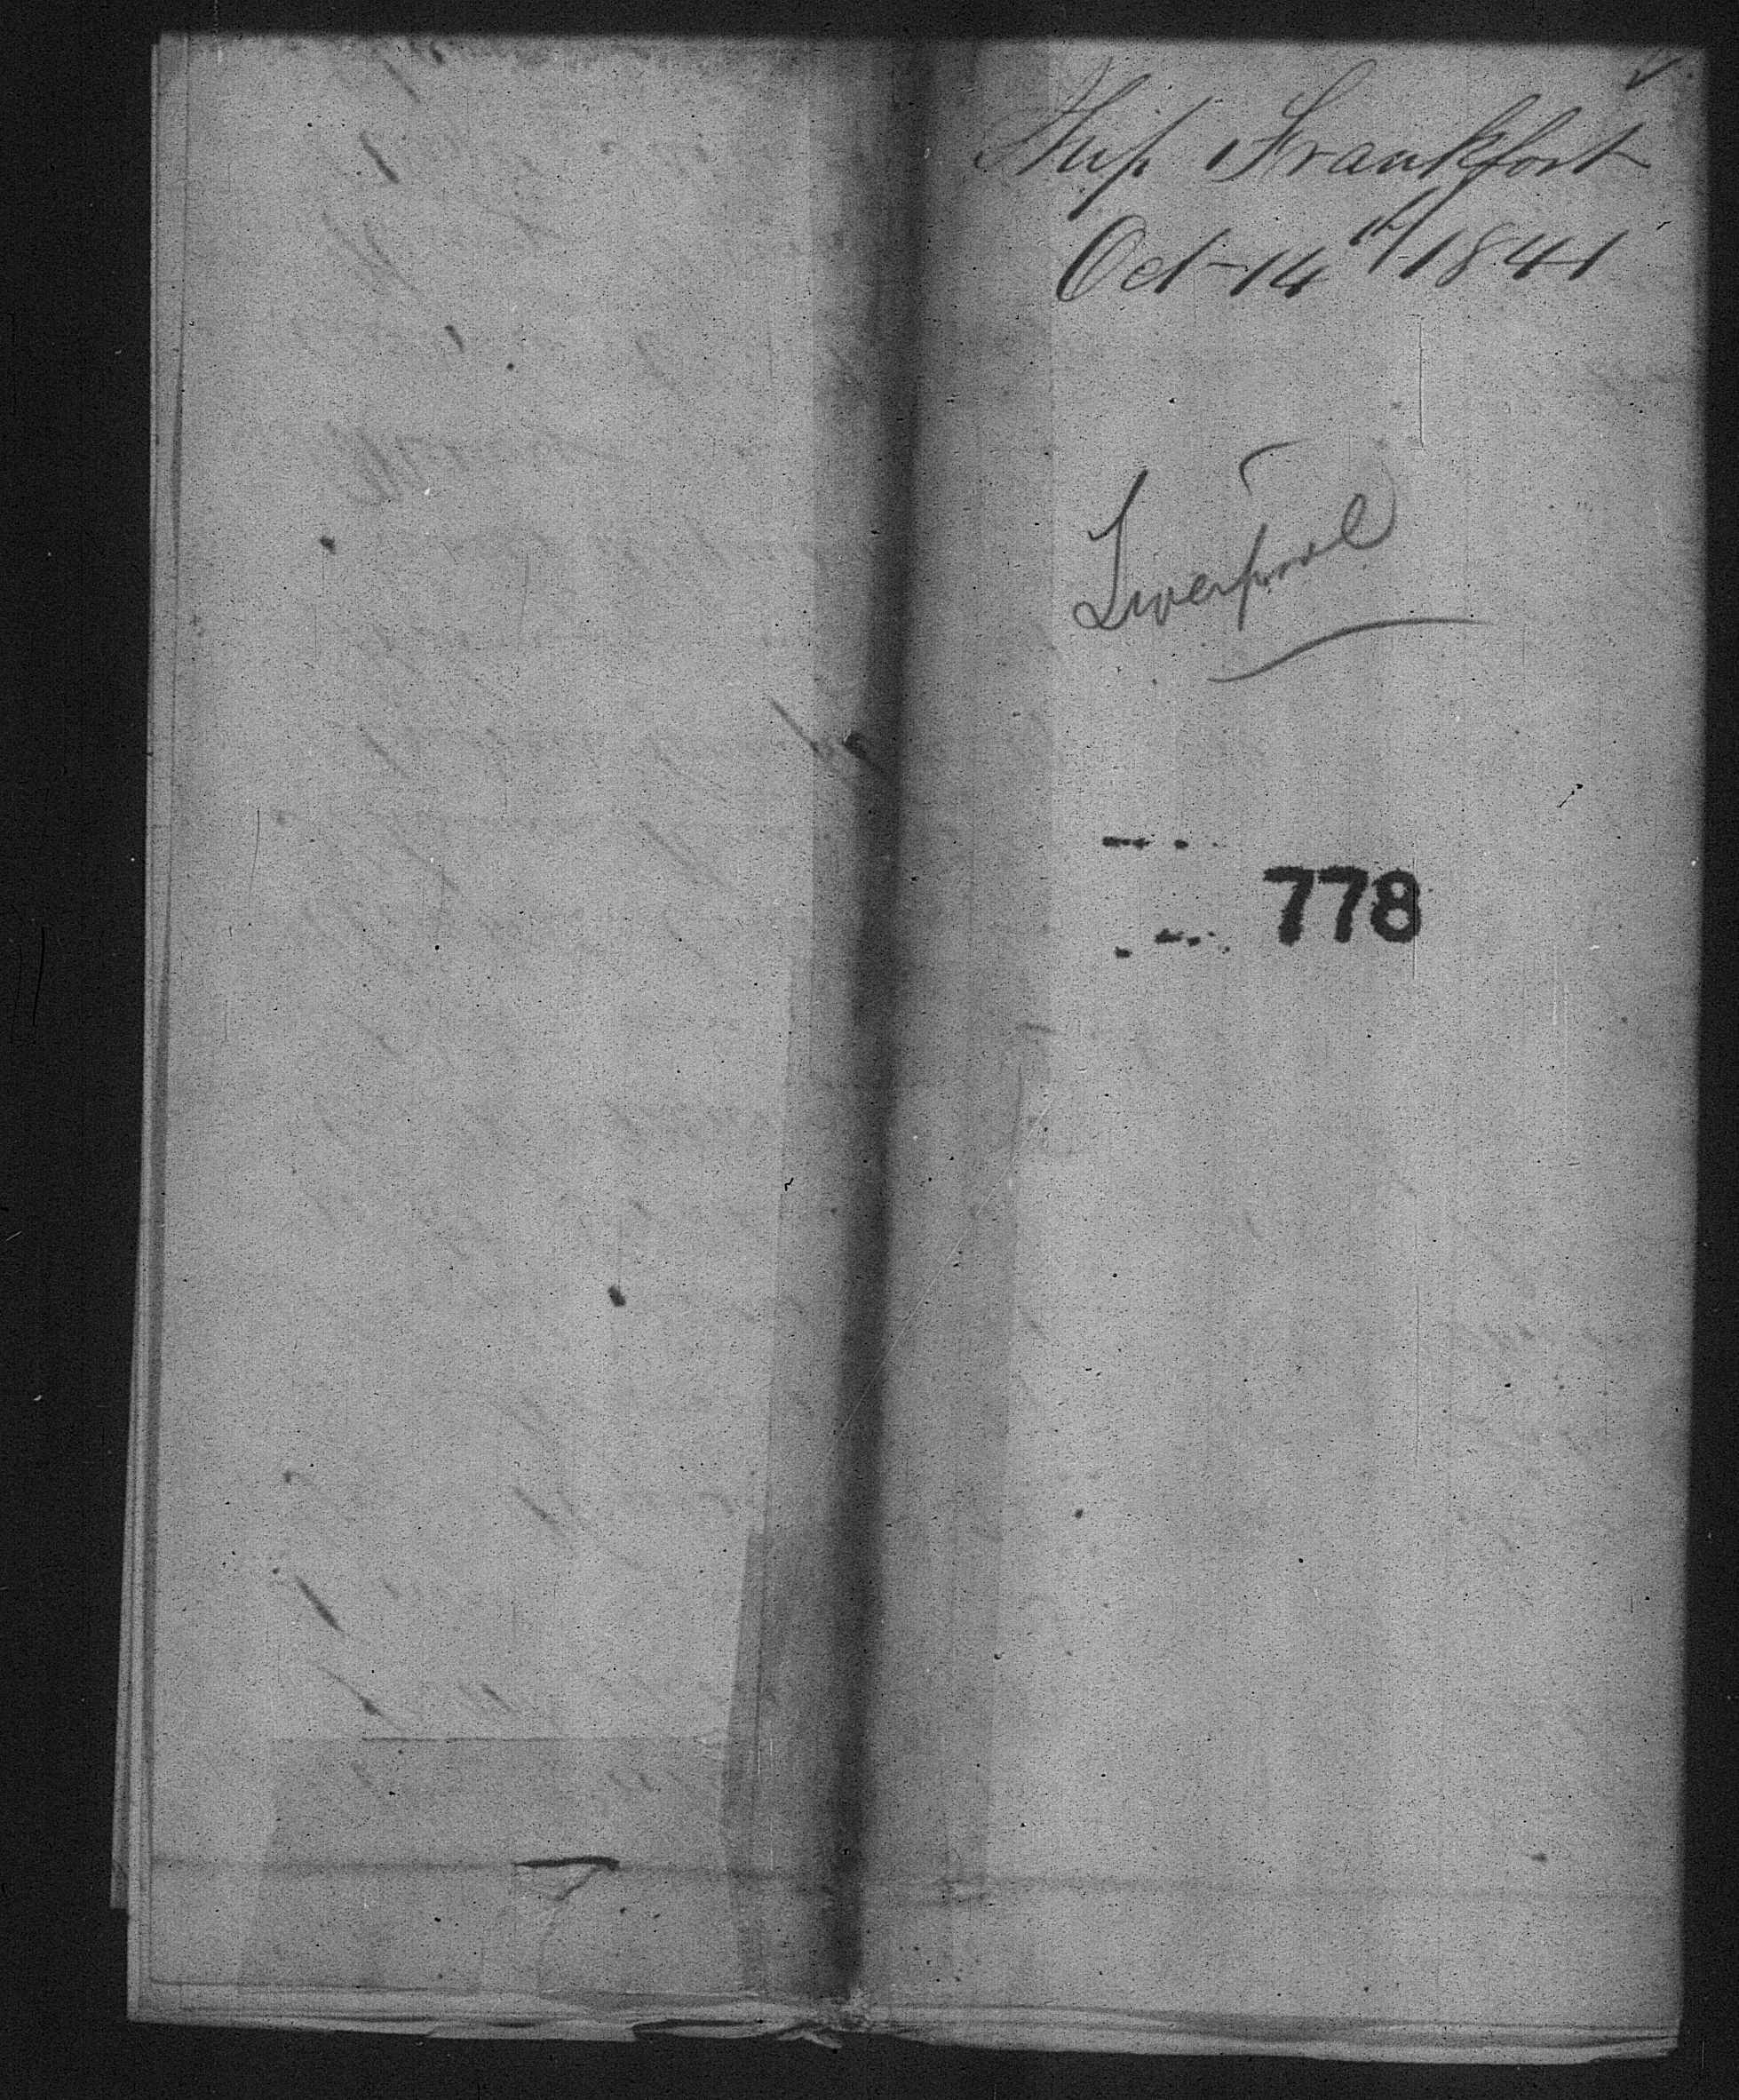 Ship Frankfort
Oct 14th 1841
Liverpool
778